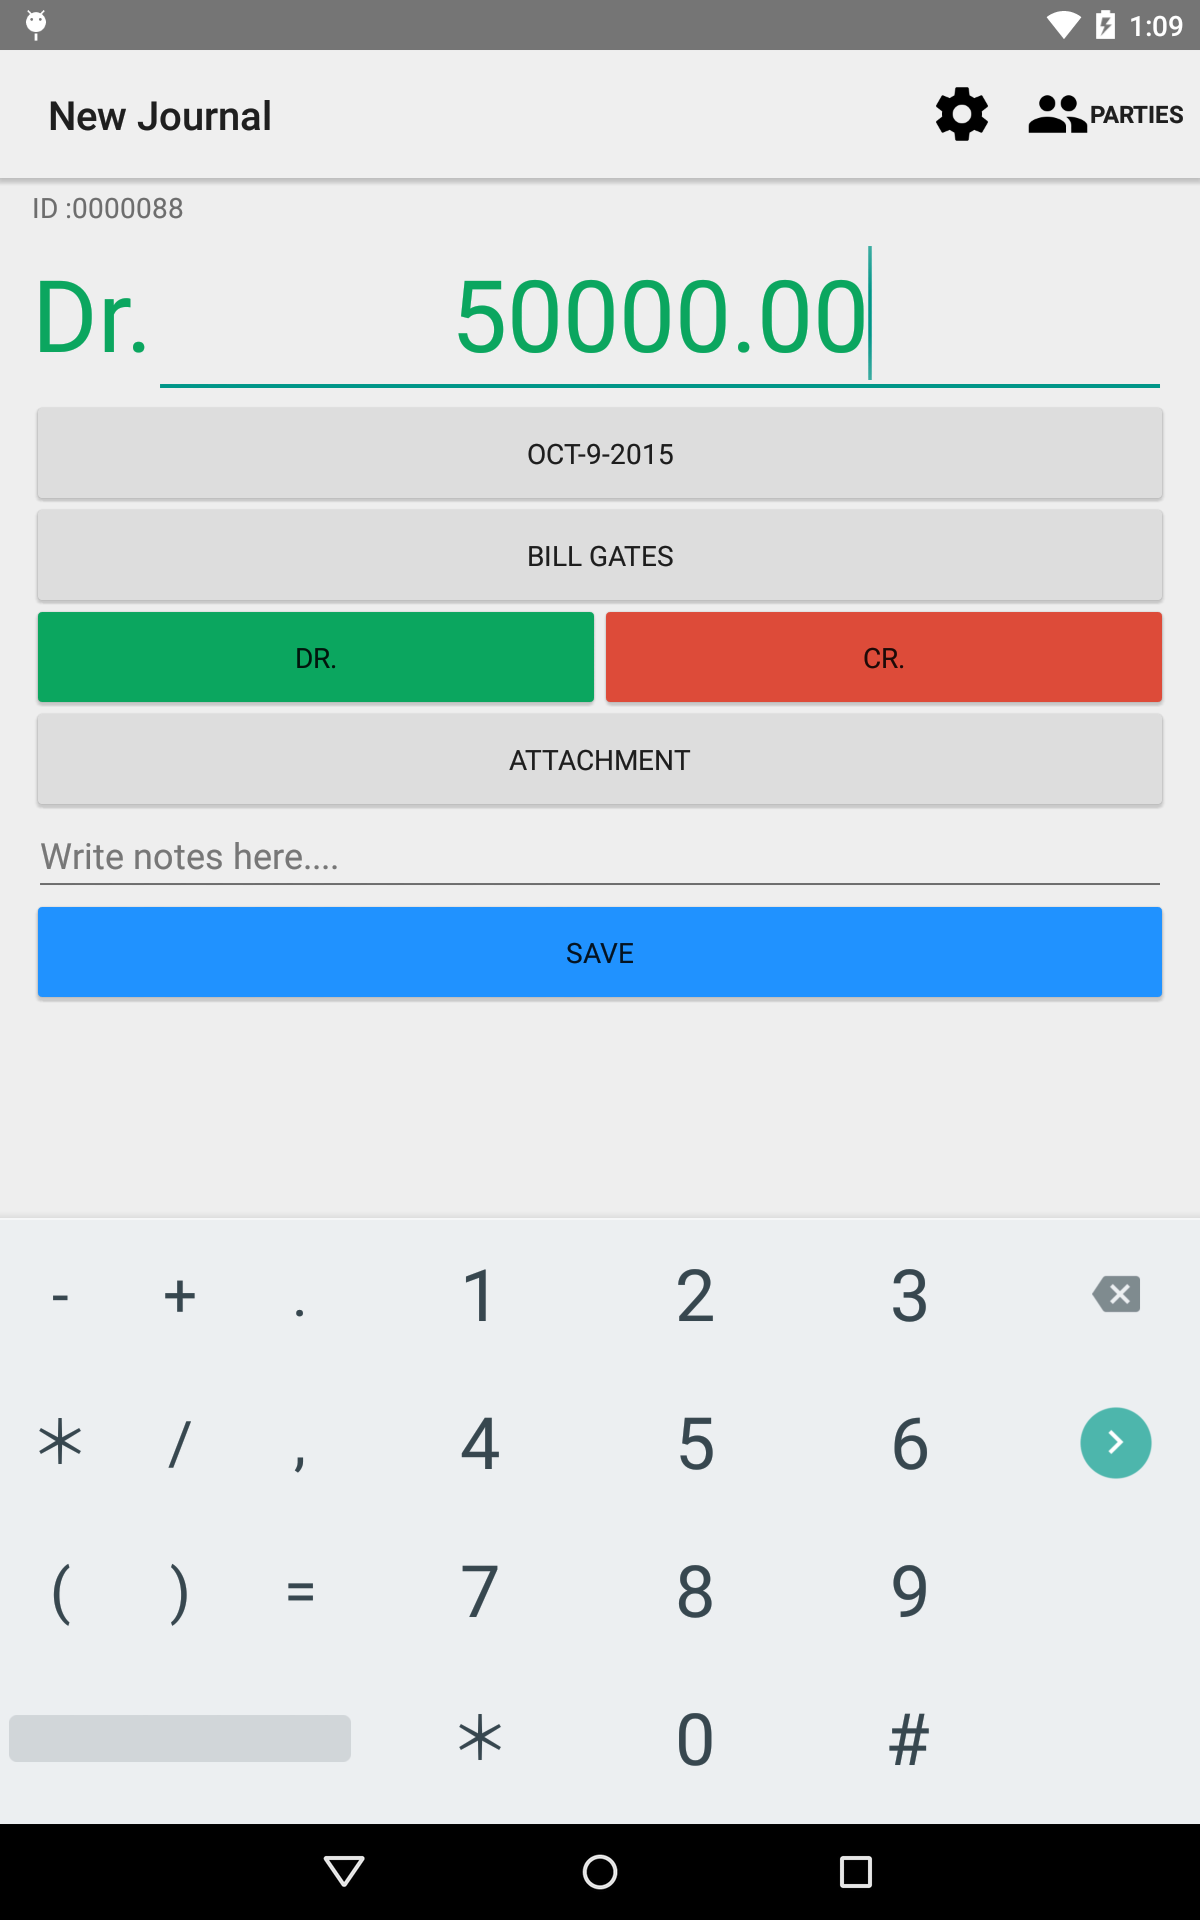 1:09
New Journal PARTIES
ID :0000088
Dr. 50000.00
OCT-9-2015
BILL GATES
DR. CR.
ATTACHMENT
Write notes here....
SAVE
- + . 1 2 3
* / , 4 5 6
( ) = 7 8 9
* 0 #